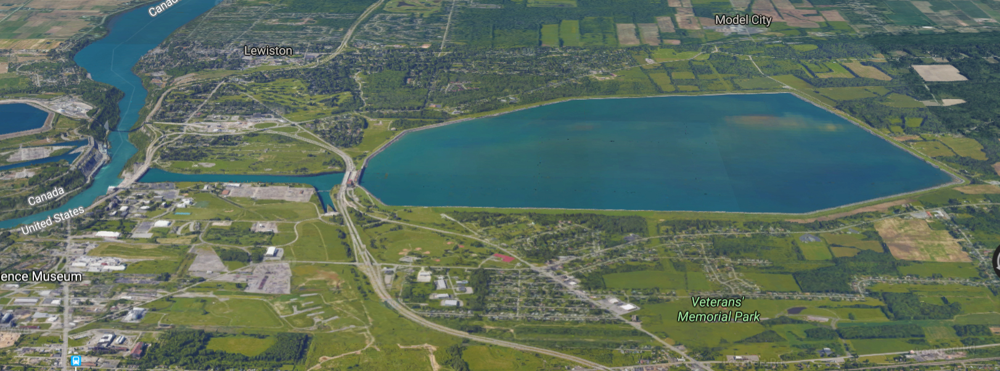 Canad
Model City
Lewiston
Canada
United States
ence Museum
Veterans'
Memorial Park